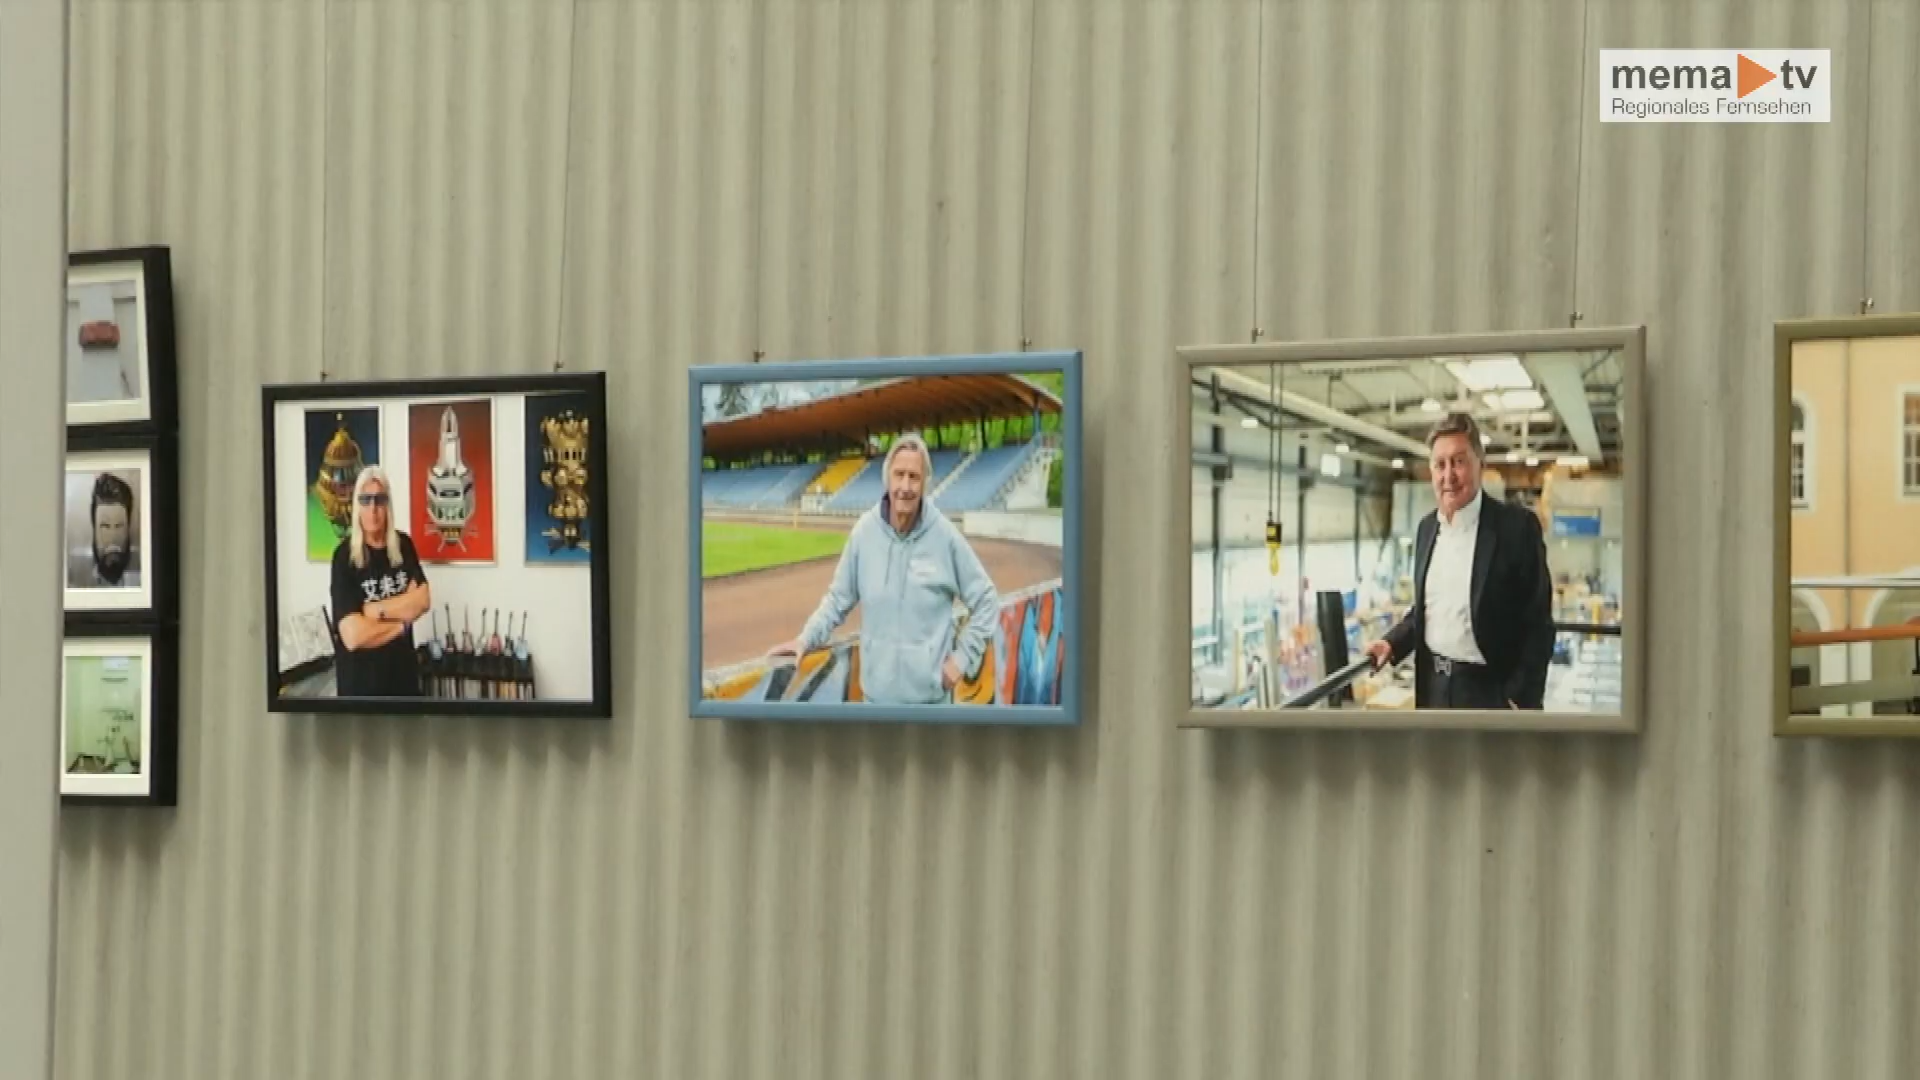 mema tv
Regionales Fernsehen
艾未未